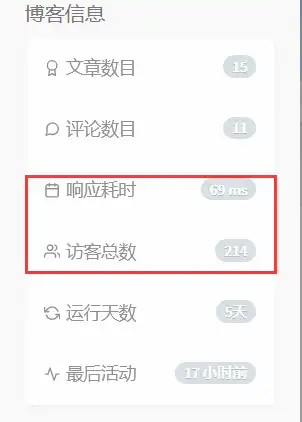 博客信息
文章数目 15
评论数目 11
响应耗时 69 ms
访客总数 214
运行天数 5天
最后活动 17 小时前